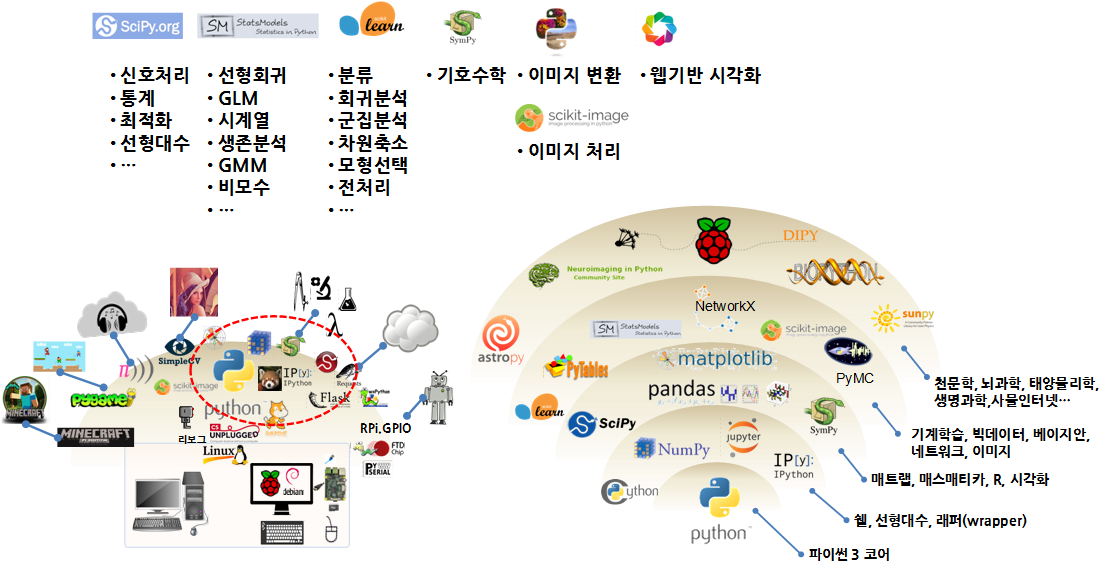 SciPy.org
SM StatsModels
Statistics in Python
scikit
learn
SymPy
• 신호처리
• 통계
• 최적화
• 선형대수
• …
• 선형회귀
• GLM
• 시계열
• 생존분석
• GMM
• 비모수
• …
• 분류
• 회귀분석
• 군집분석
• 차원축소
• 모형선택
• 전처리
• …
• 기호수학
• 이미지 변환
scikit-image
image processing in python
• 이미지 처리
• 웹기반 시각화
π
SimpleCV
λ
scikit-image
IP[y]:
IPython
Requests
Flask
pygame
MINECRAFT
MINECRAFT
python
리보그
CS
UNPLUGGED
Linux
RPi.GPIO
FTDI
Chip
PY
SERIAL
debian
DIPY
Neuroimaging in Python
Community Site
BIOPYTHON
NetworkX
sunpy
SM StatsModels
Statistics in Python
scikit-image
image processing in python
astropy
PyTables
matplotlib
PyMC
pandas
learn
SciPy
SymPy
NumPy
jupyter
IP[y]:
IPython
Cython
python
천문학, 뇌과학, 태양물리학,
생명과학,사물인터넷…
기계학습, 빅데이터, 베이지안,
네트워크, 이미지
매트랩, 매스매티카, R, 시각화
쉘, 선형대수, 래퍼(wrapper)
파이썬 3 코어